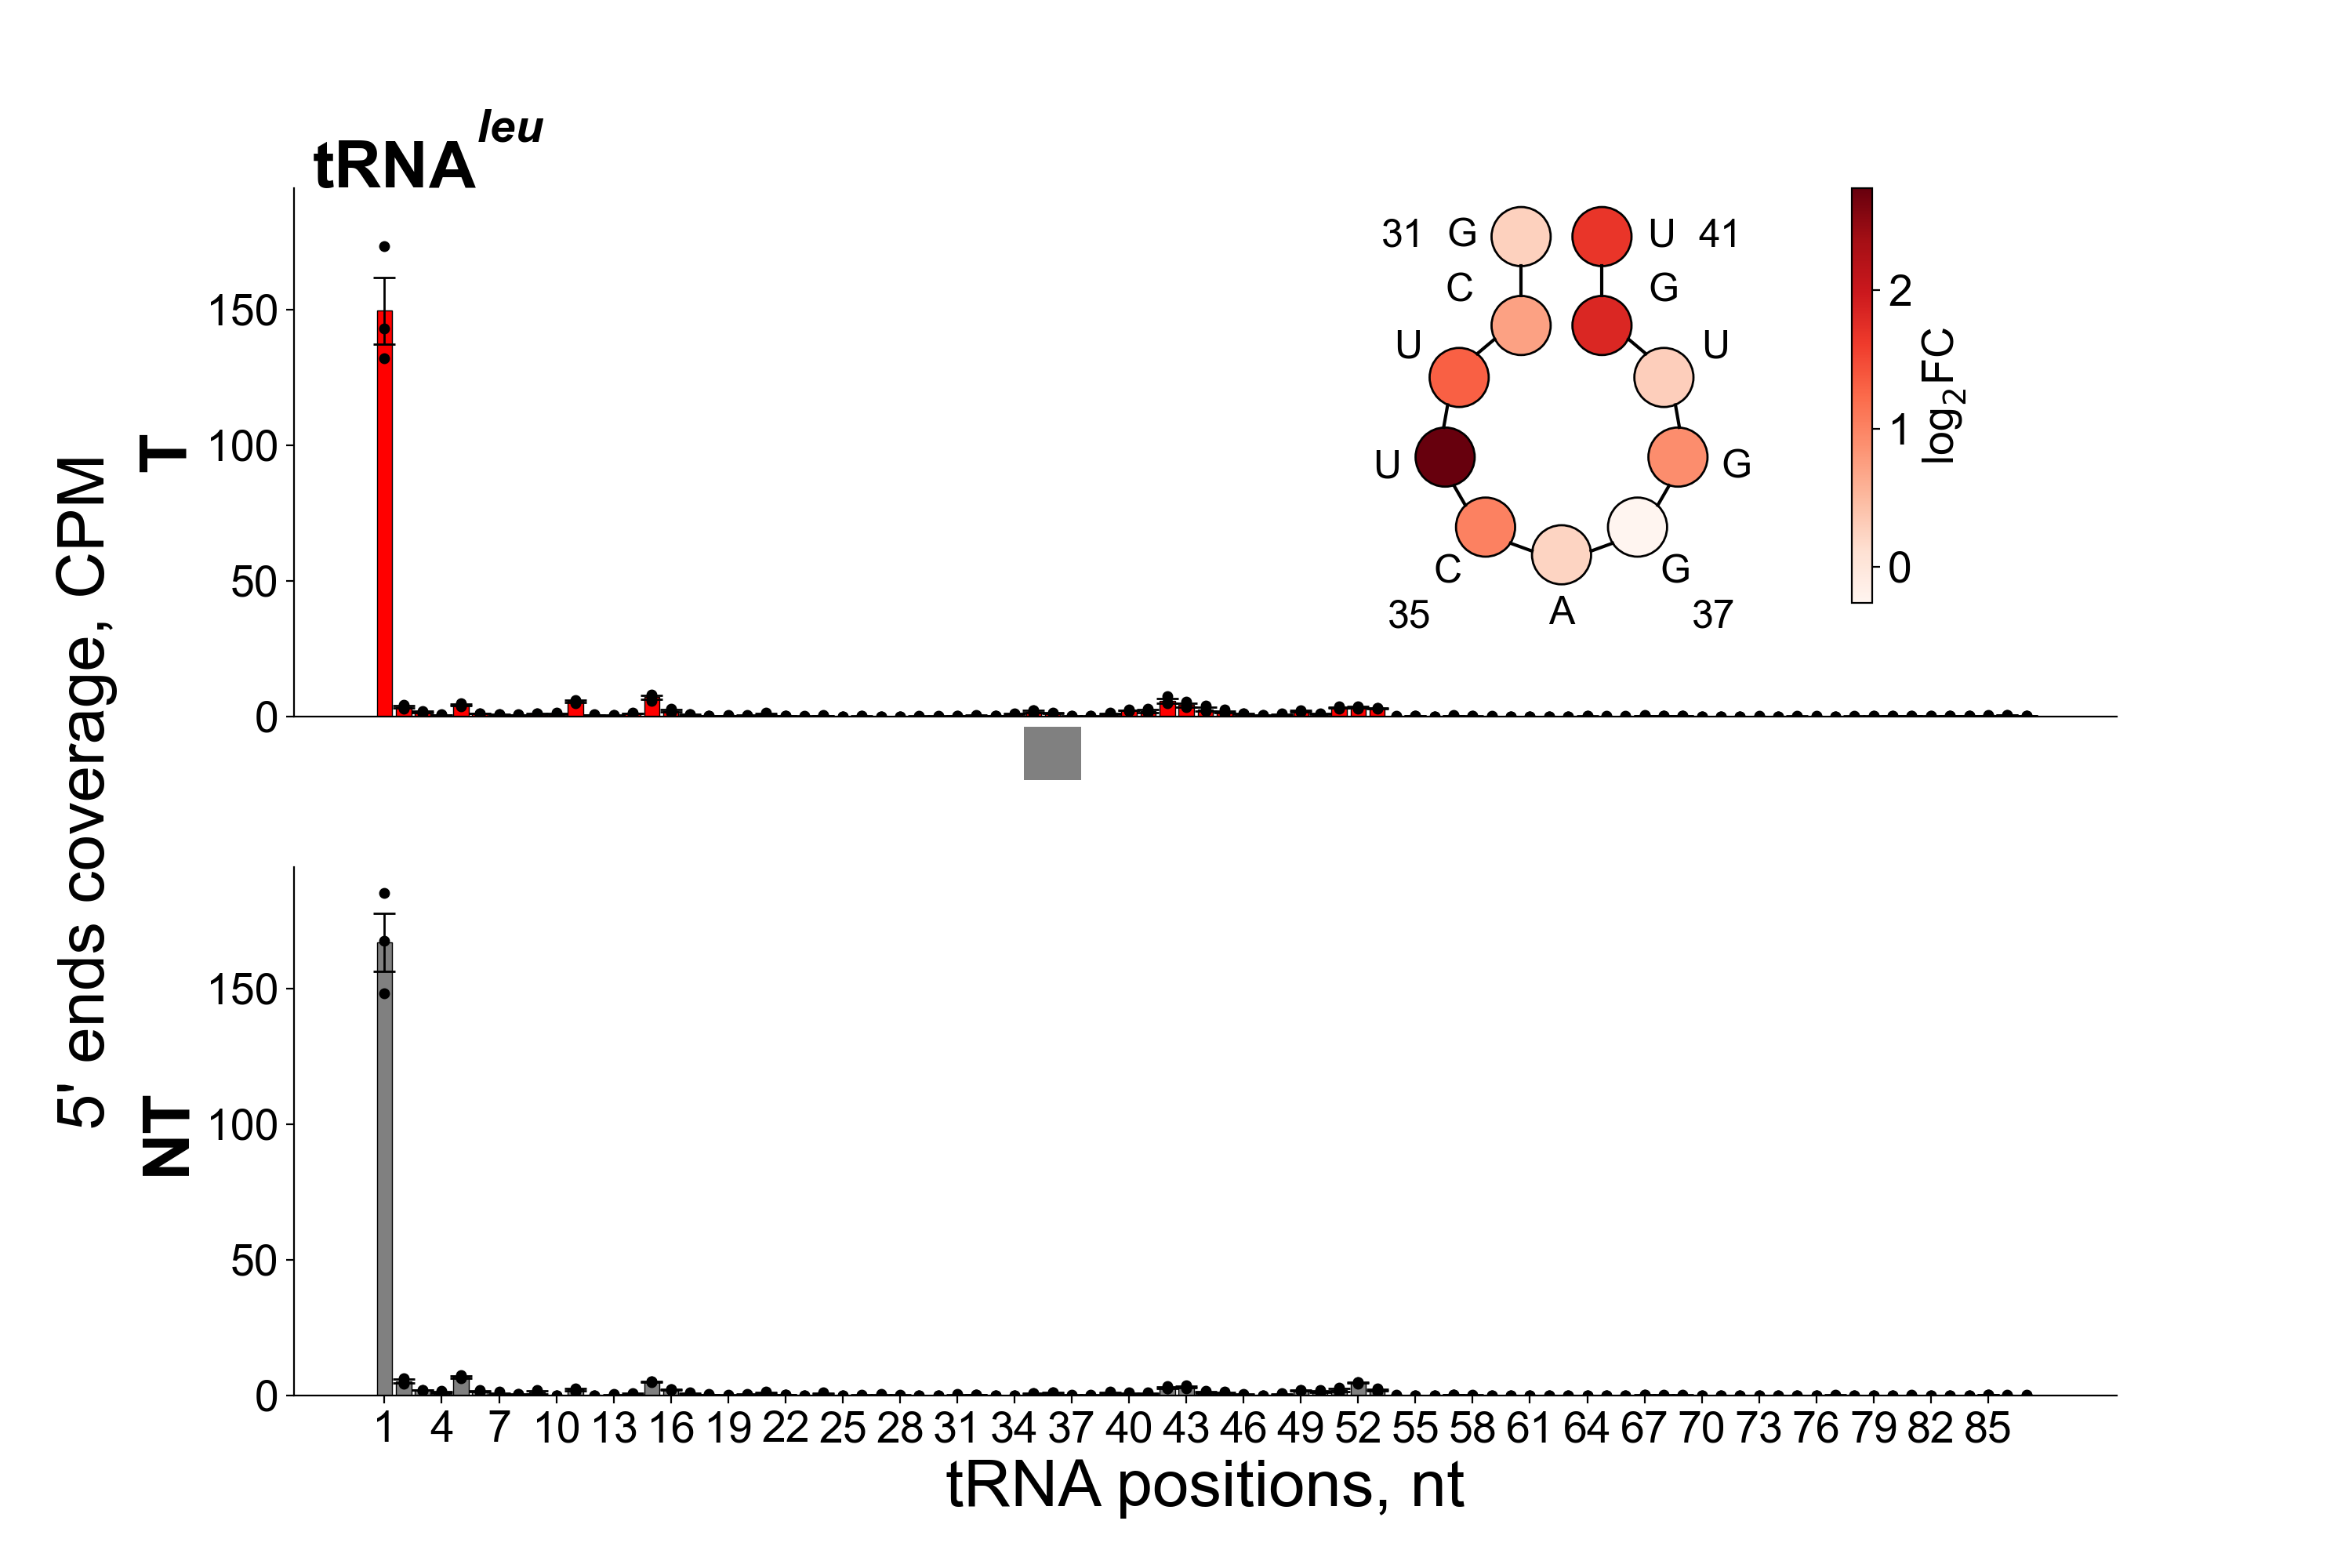 tRNA^leu
5' ends coverage, CPM
T
150
100
50
0
31 G U 41
C G
U U
U G
C G
35 A 37
2
1
0
log₂FC
NT
150
100
50
0
1 4 7 10 13 16 19 22 25 28 31 34 37 40 43 46 49 52 55 58 61 64 67 70 73 76 79 82 85
tRNA positions, nt